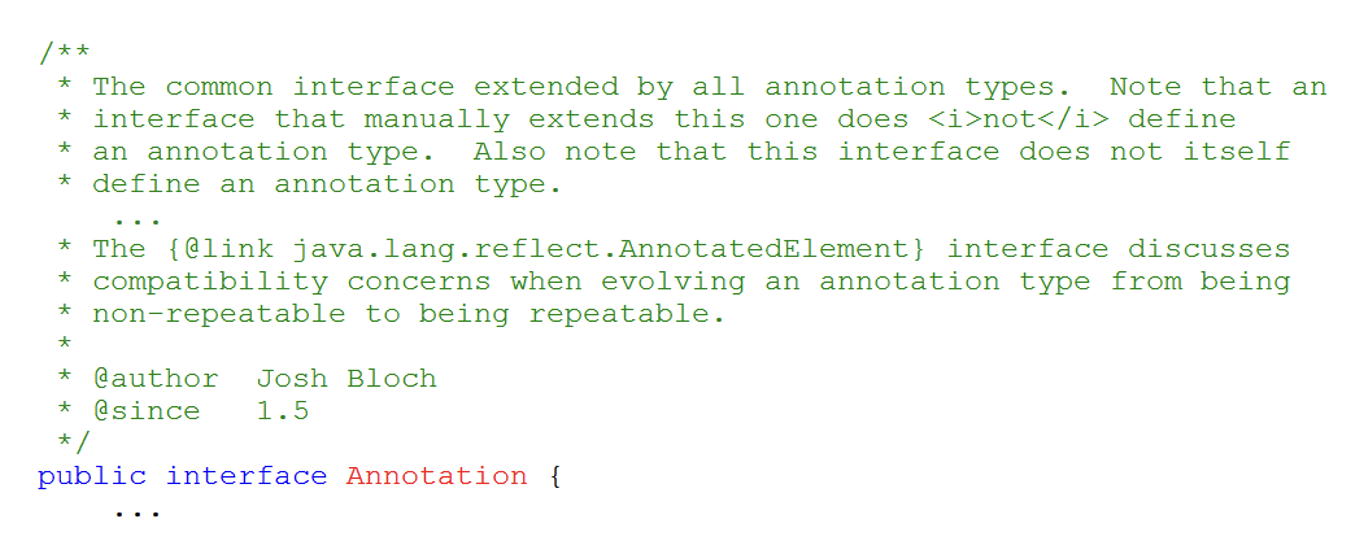 /**
 * The common interface extended by all annotation types.  Note that an
 * interface that manually extends this one does <i>not</i> define
 * an annotation type.  Also note that this interface does not itself
 * define an annotation type.
    ...
 * The {@link java.lang.reflect.AnnotatedElement} interface discusses
 * compatibility concerns when evolving an annotation type from being
 * non-repeatable to being repeatable.
 *
 * @author  Josh Bloch
 * @since   1.5
 */
public interface Annotation {
    ...